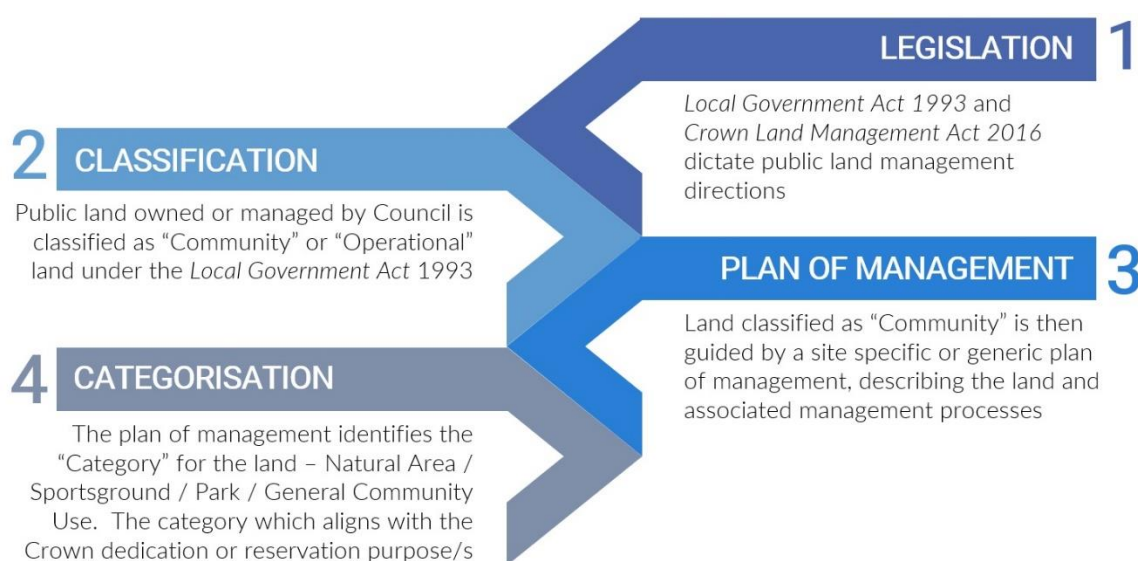 LEGISLATION 1
Local Government Act 1993 and
Crown Land Management Act 2016
dictate public land management
directions
2 CLASSIFICATION
Public land owned or managed by Council is
classified as “Community” or “Operational”
land under the Local Government Act 1993
PLAN OF MANAGEMENT 3
Land classified as “Community” is then
guided by a site specific or generic plan
of management, describing the land and
associated management processes
4 CATEGORISATION
The plan of management identifies the
“Category” for the land – Natural Area /
Sportsground / Park / General Community
Use. The category which aligns with the
Crown dedication or reservation purpose/s